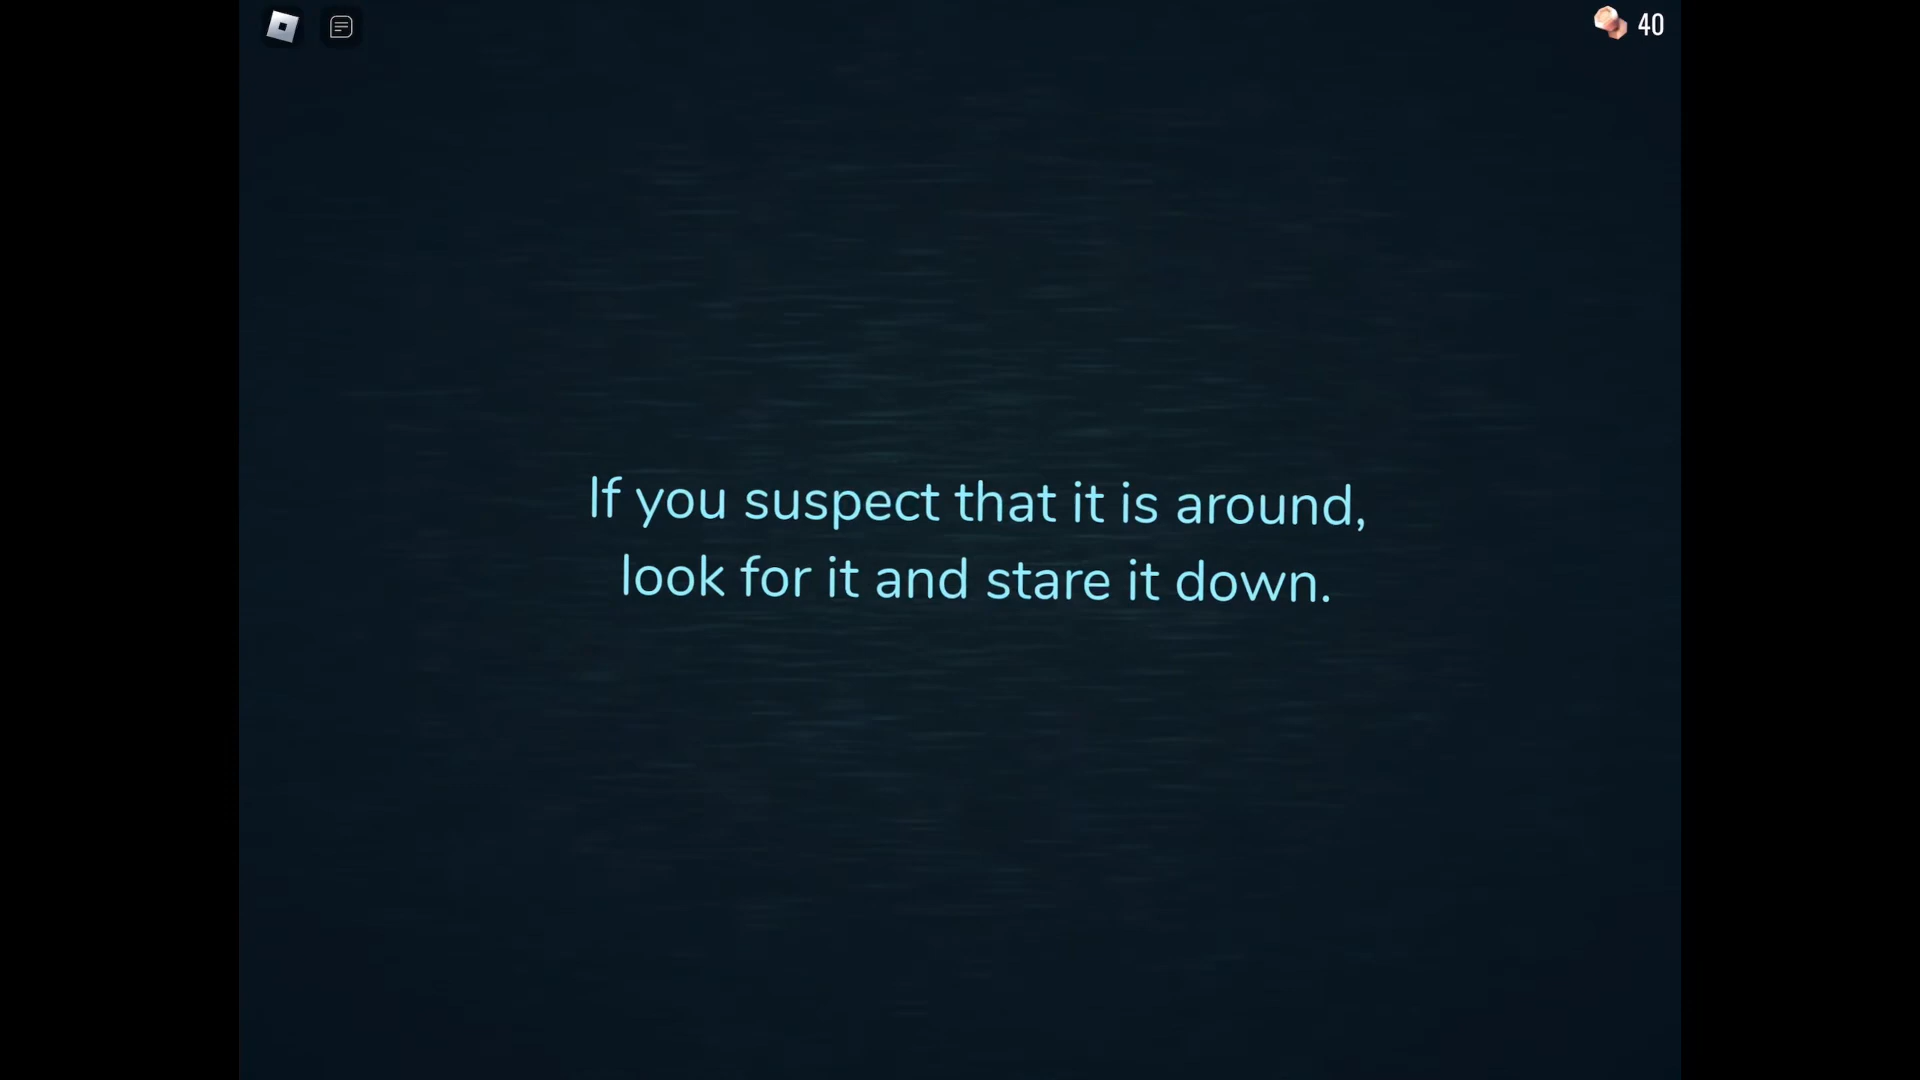 40
If you suspect that it is around,
look for it and stare it down.